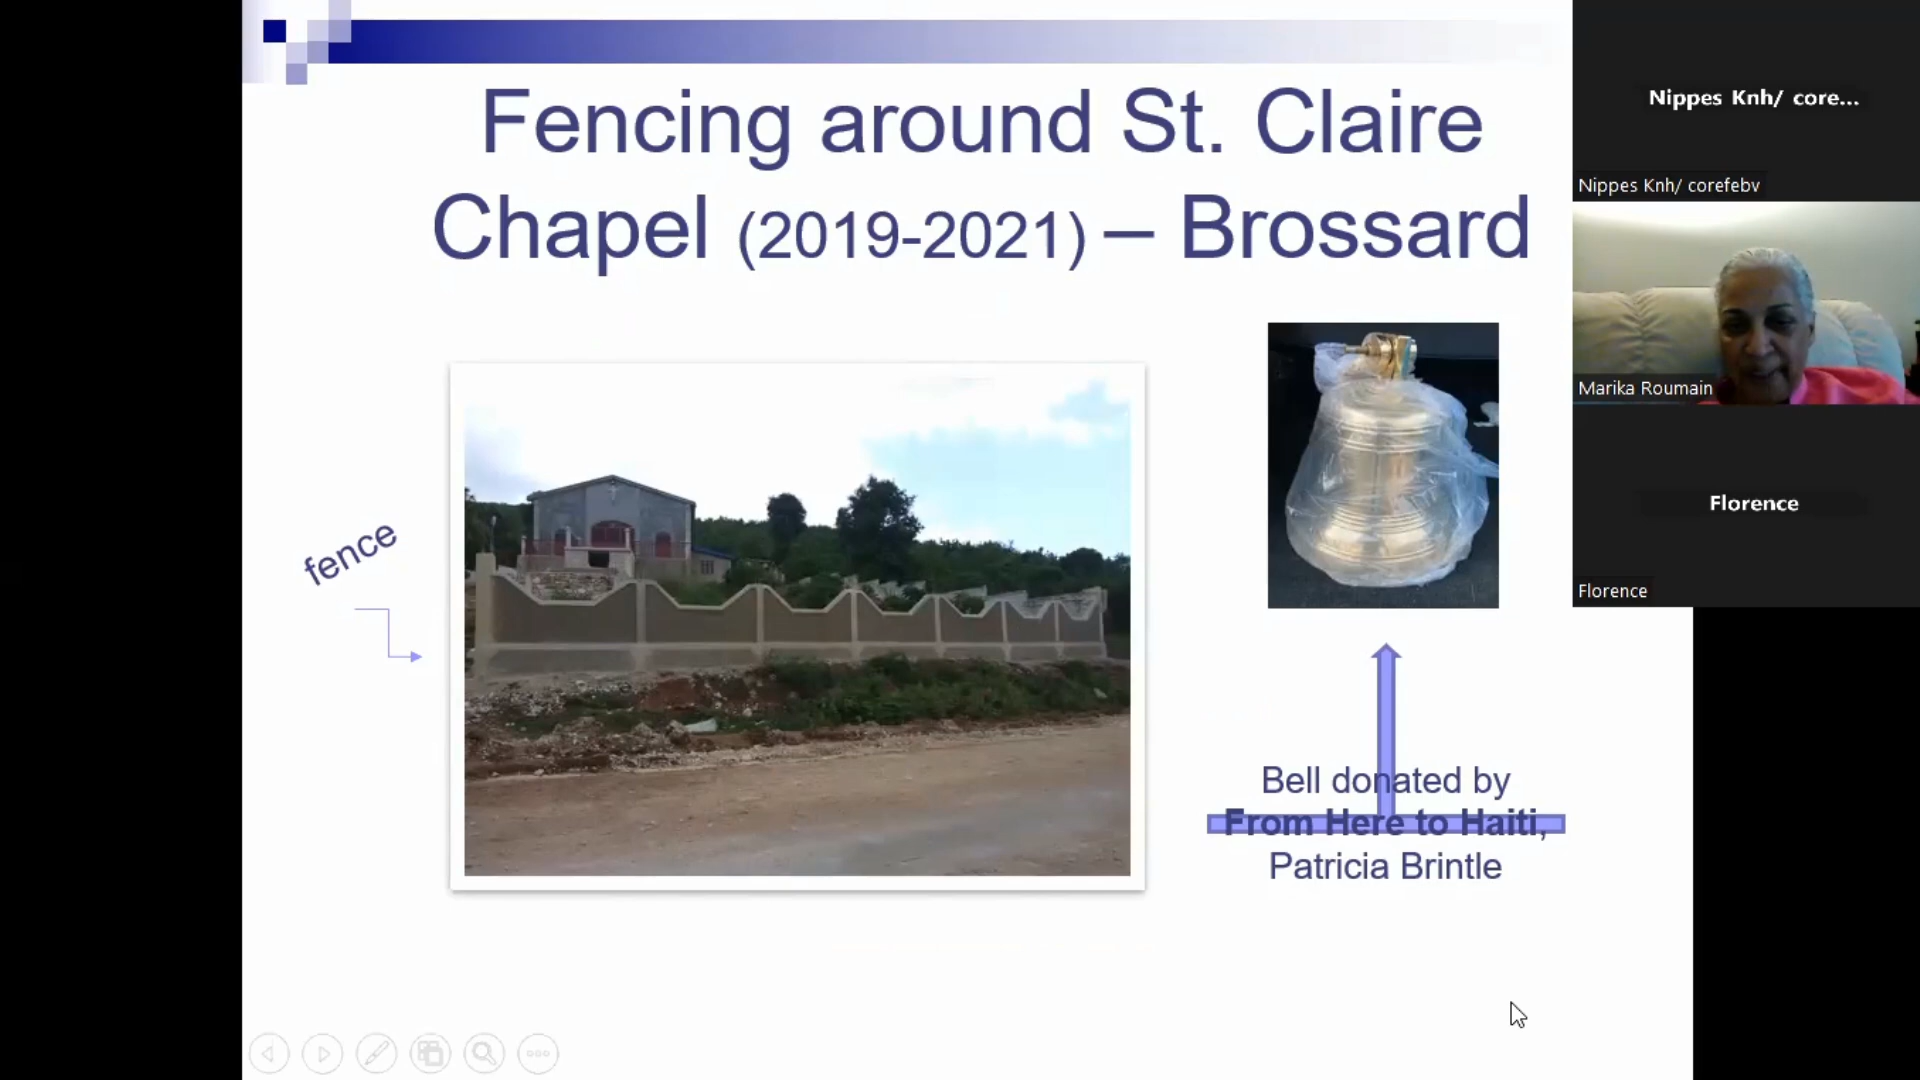 Fencing around St. Claire
Chapel (2019-2021) – Brossard
fence
Bell donated by
From Here to Haiti,
Patricia Brintle
Nippes Knh/ core...
Nippes Knh/ corefebv
Marika Roumain
Florence
Florence